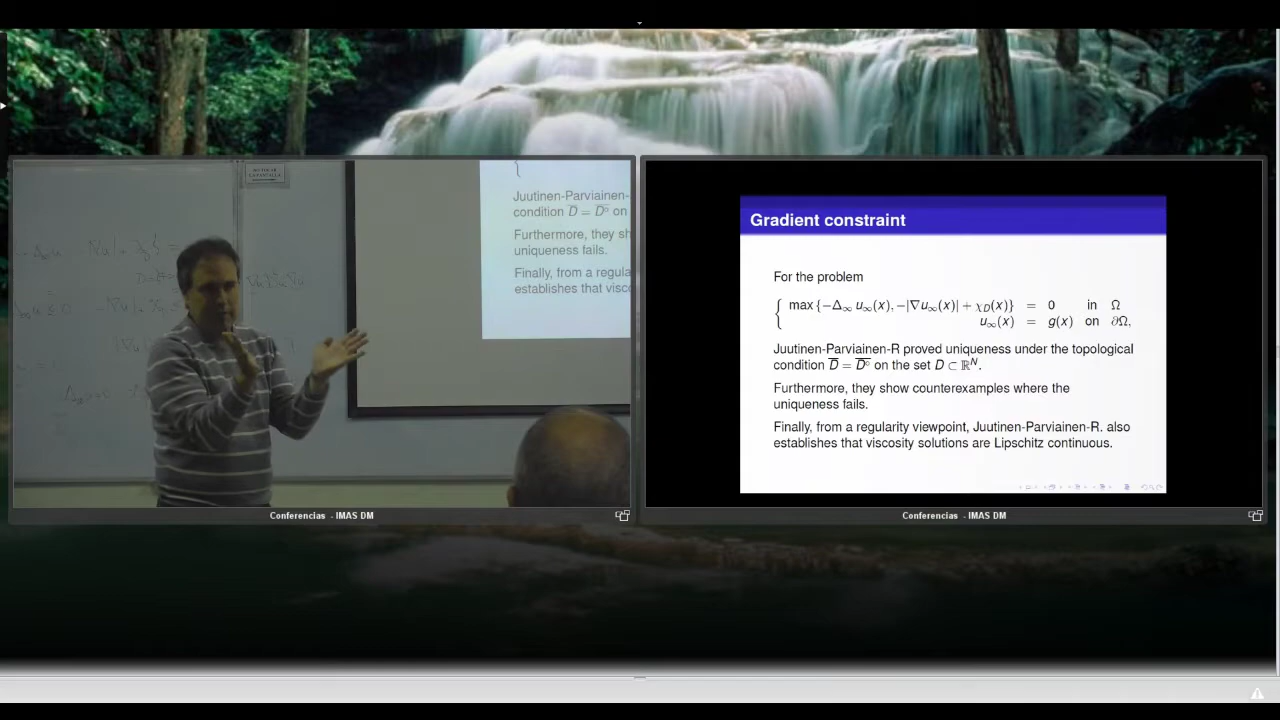 NO TIRAR
Juutinen-Parviainen-
condition D̅ = D̅°̅ on
Furthermore, they sh
uniqueness fails.
Finally, from a regula
establishes that visco
Conferencias - IMAS DM
Gradient constraint
For the problem
{ max {−Δ∞ u∞(x), −|∇u∞(x)| + χD(x)} = 0 in Ω
u∞(x) = g(x) on ∂Ω,
Juutinen-Parviainen-R proved uniqueness under the topological
condition D̅ = D̅°̅ on the set D ⊂ ℝᴺ.
Furthermore, they show counterexamples where the
uniqueness fails.
Finally, from a regularity viewpoint, Juutinen-Parviainen-R. also
establishes that viscosity solutions are Lipschitz continuous.
Conferencias - IMAS DM